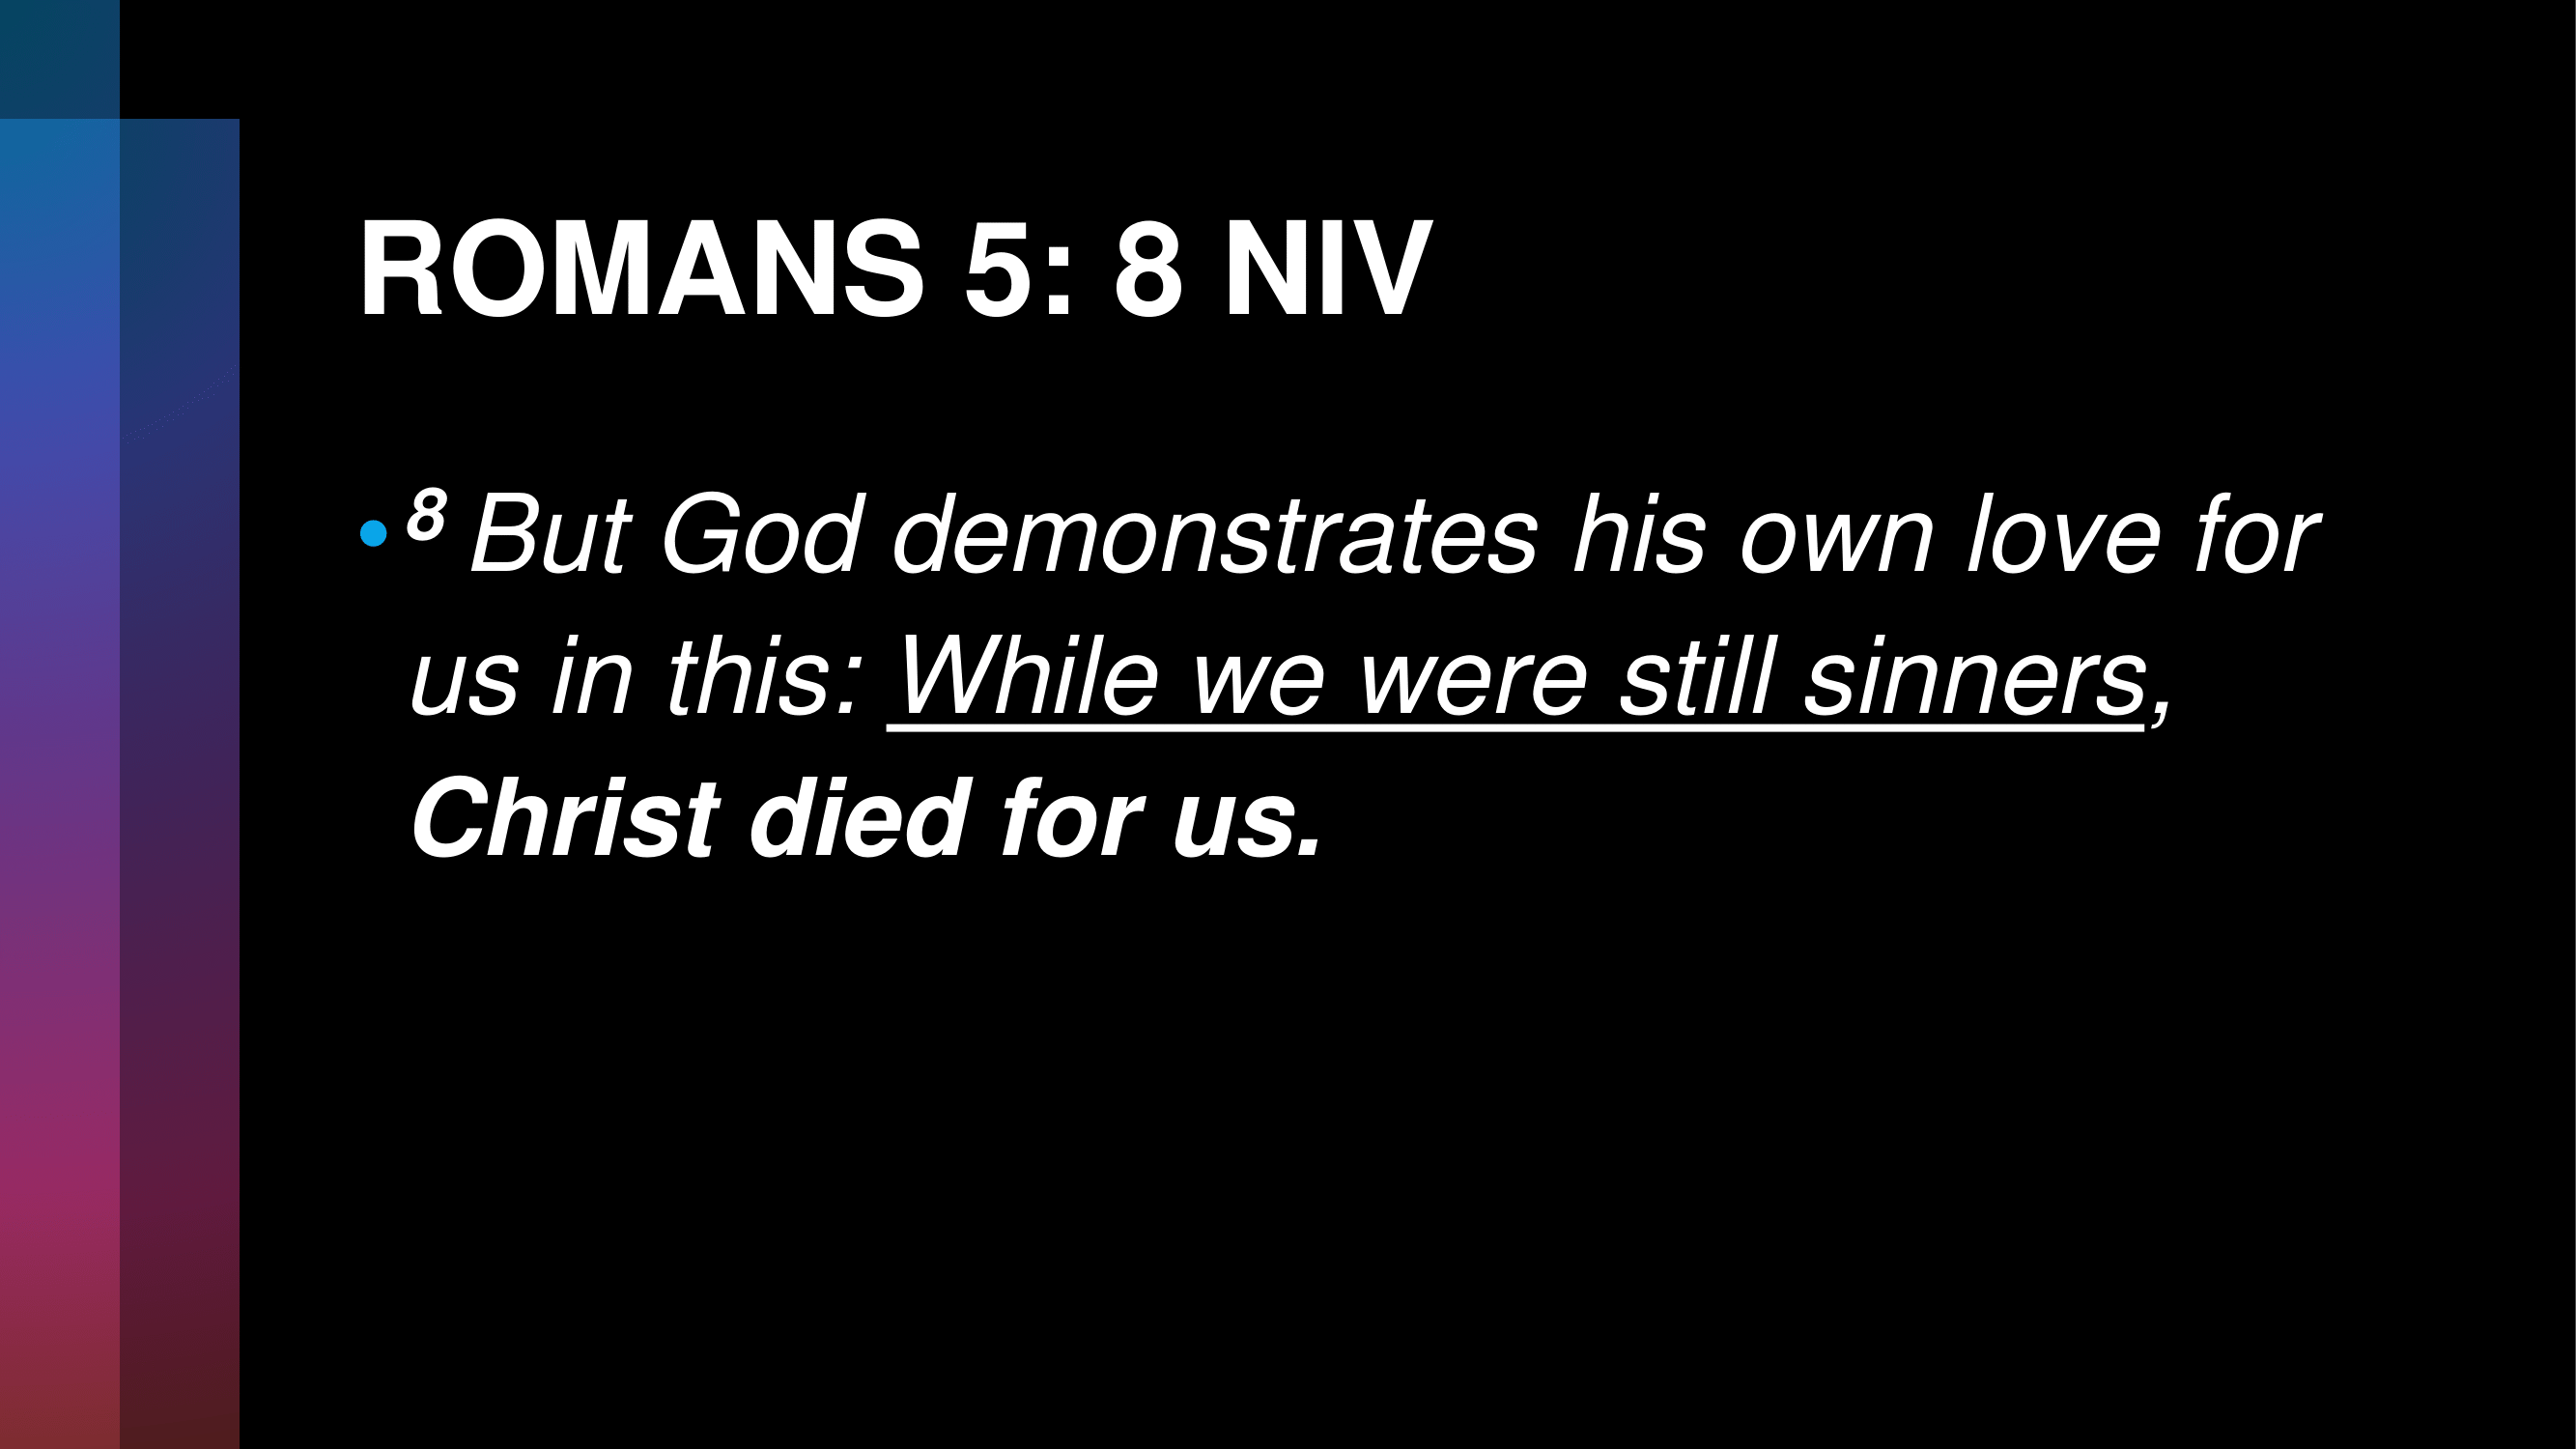 ROMANS 5: 8 NIV
• 8 But God demonstrates his own love for
us in this: While we were still sinners,
Christ died for us.